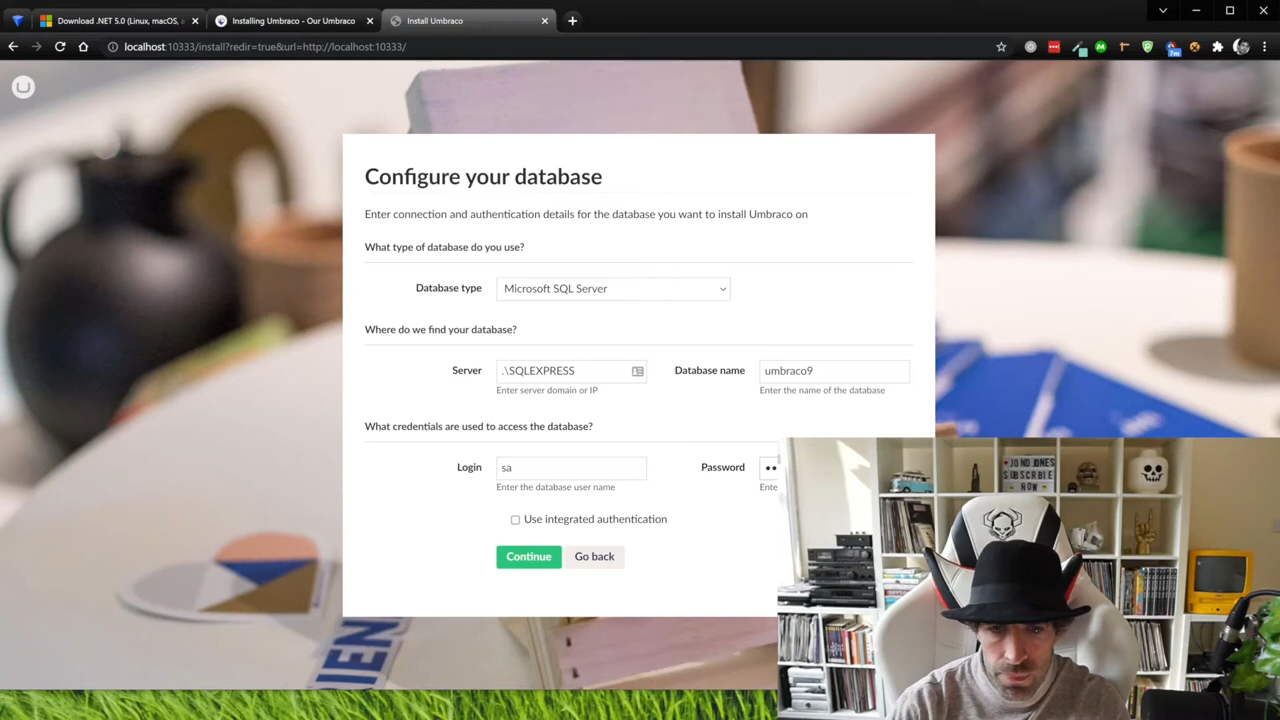 Download .NET 5.0 (Linux, macOS,
Installing Umbraco - Our Umbraco
Install Umbraco
localhost:10333/install?redir=true&url=http://localhost:10333/
7m
Configure your database
Enter connection and authentication details for the database you want to install Umbraco on
What type of database do you use?
Database type
Microsoft SQL Server
Where do we find your database?
Server
.\SQLEXPRESS
Database name
umbraco9
Enter server domain or IP
Enter the name of the database
What credentials are used to access the database?
Login
sa
Password
••
Enter the database user name
Ente
Use integrated authentication
Continue
Go back
JOND JONES
SUBSCRBE
NOW